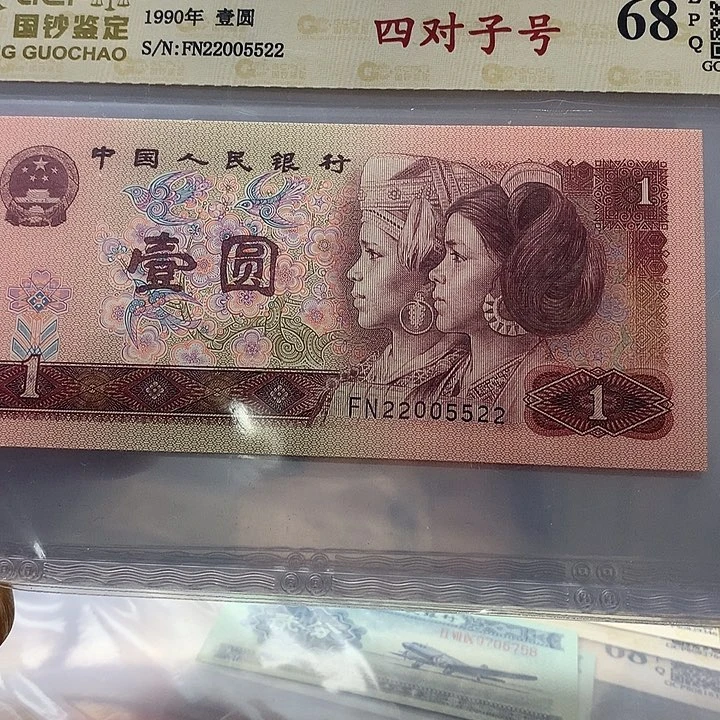 国钞鉴定
G GUOCHAO
1990年 壹圆
S/N:FN22005522
四对子号
68
E
P
Q
GC
中国人民银行
1
壹圆
1
FN22005522
1